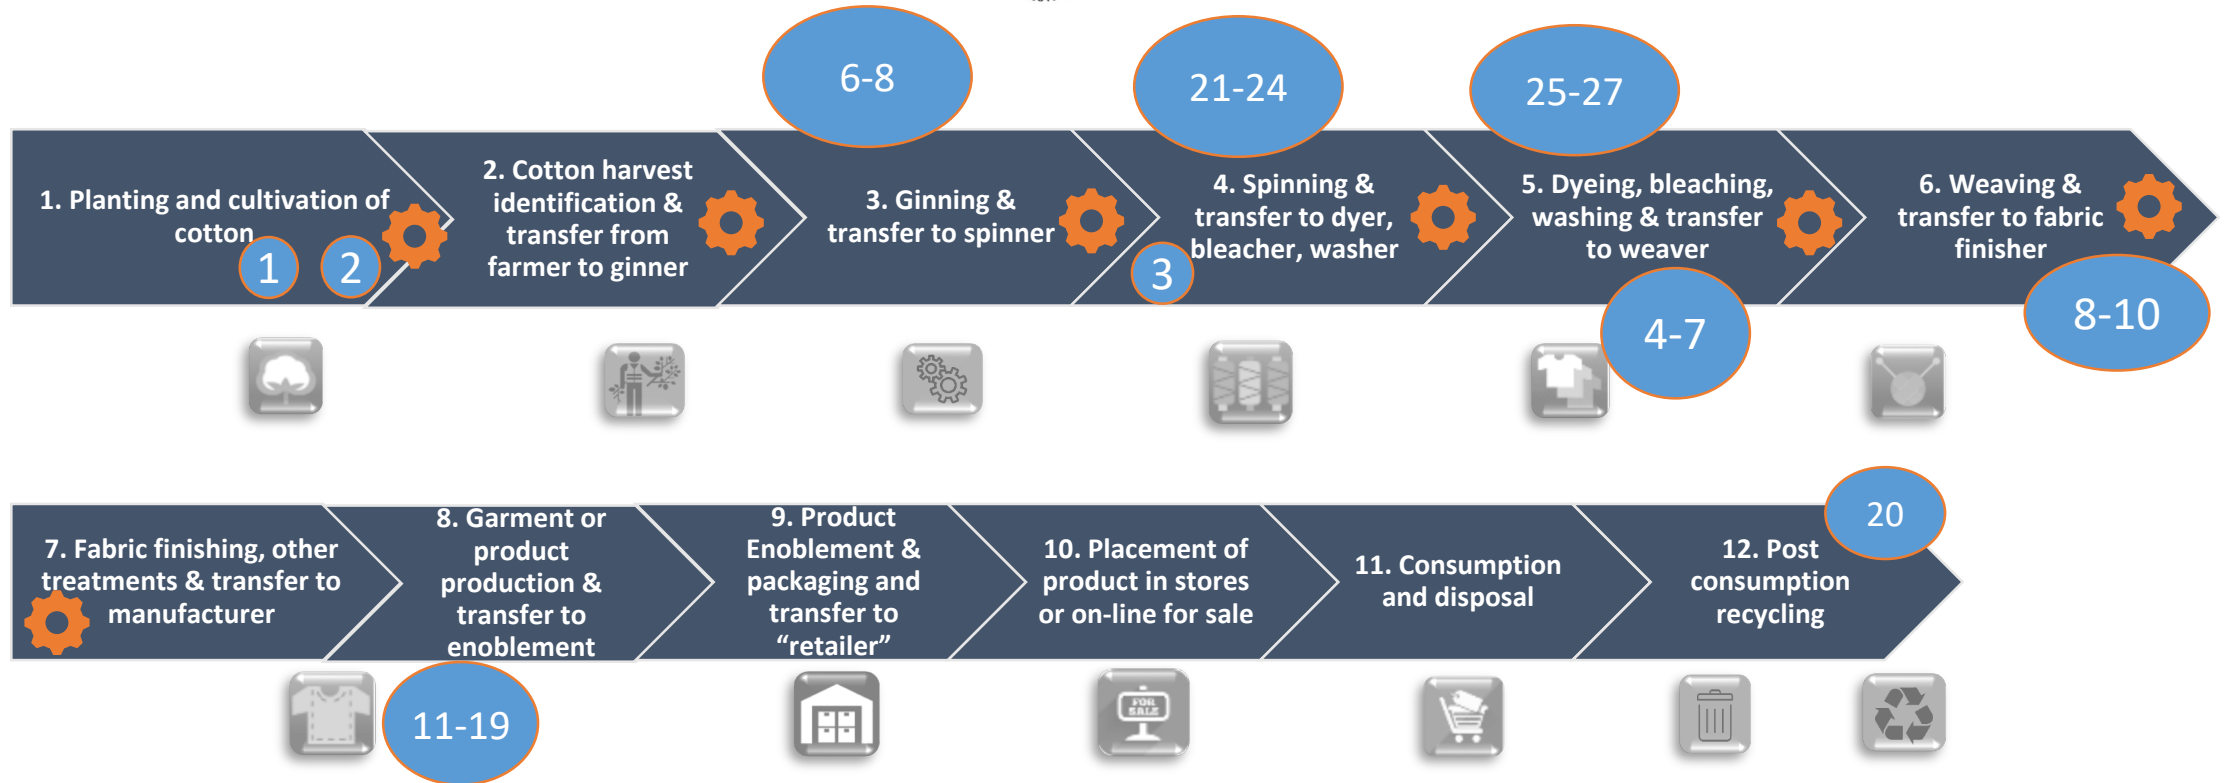 6-8
21-24
25-27
1. Planting and cultivation of
cotton
1
2
2. Cotton harvest
identification &
transfer from
farmer to ginner
3. Ginning &
transfer to spinner
4. Spinning &
transfer to dyer,
bleacher, washer
3
5. Dyeing, bleaching,
washing & transfer
to weaver
4-7
6. Weaving &
transfer to fabric
finisher
8-10
7. Fabric finishing, other
treatments & transfer to
manufacturer
8. Garment or
product
production &
transfer to
enoblement
11-19
9. Product
Enoblement &
packaging and
transfer to
“retailer”
10. Placement of
product in stores
or on-line for sale
FOR
SALE
11. Consumption
and disposal
12. Post
consumption
recycling
20